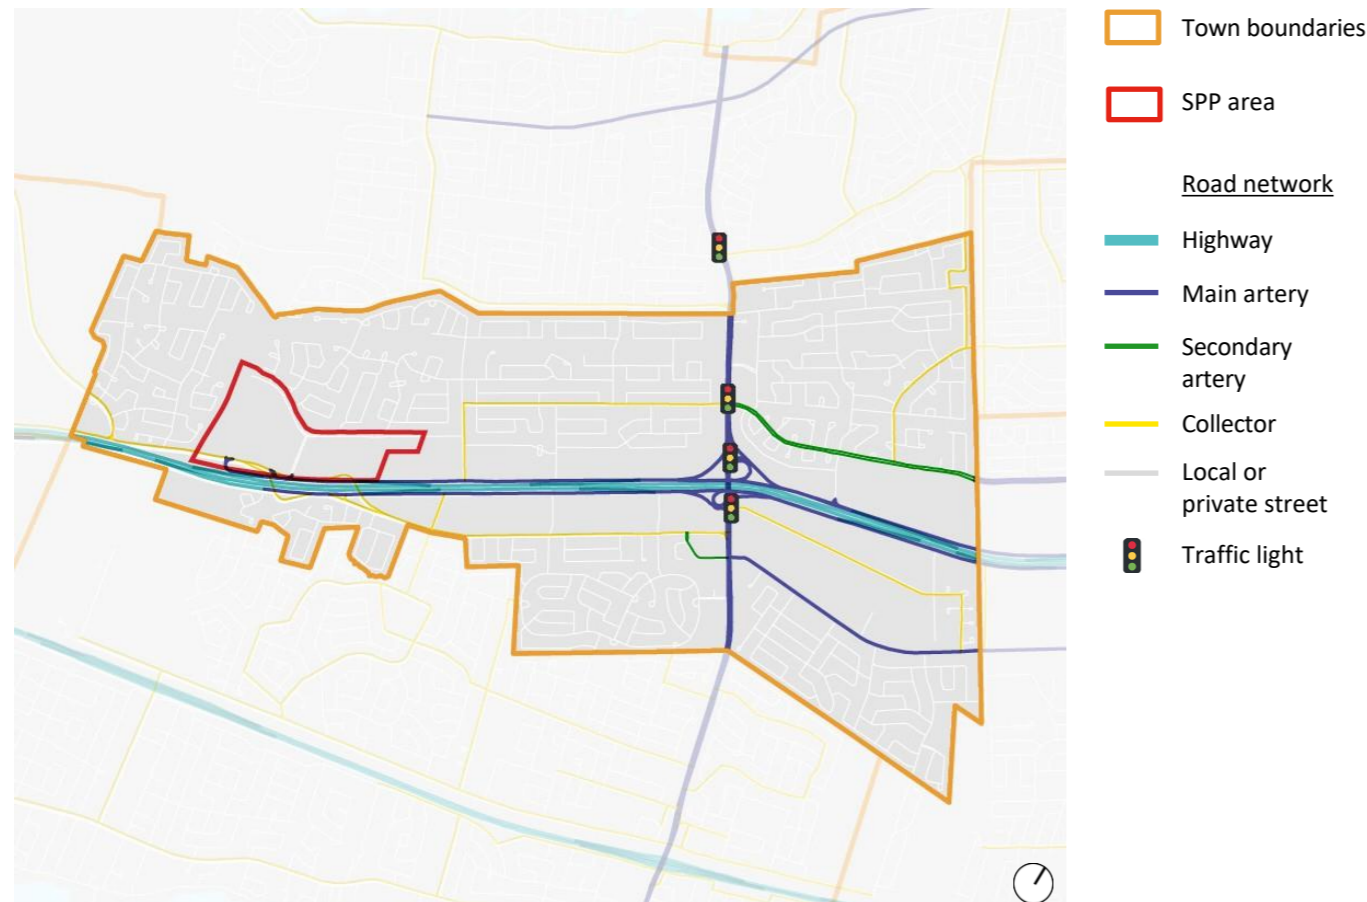 Town boundaries
SPP area
Road network
Highway
Main artery
Secondary
artery
Collector
Local or
private street
Traffic light